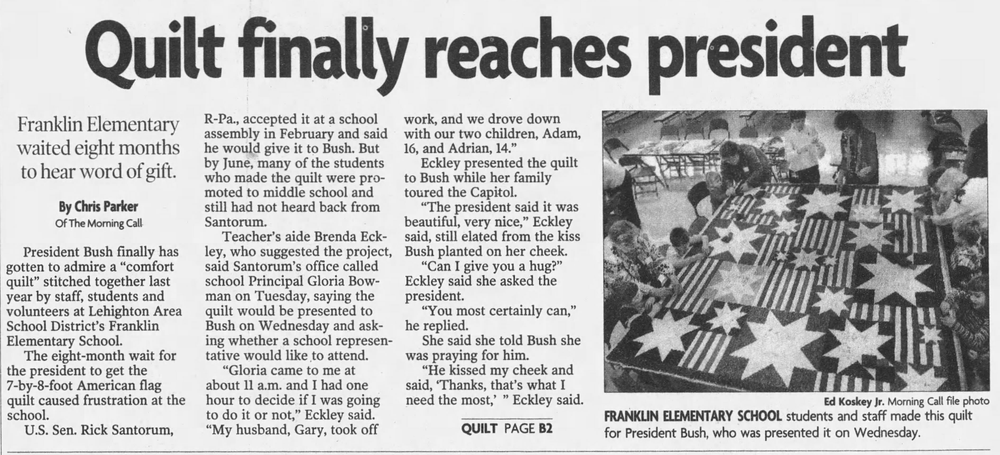 Quilt finally reaches president
Franklin Elementary
waited eight months
to hear word of gift.
By Chris Parker
Of The Morning Call
President Bush finally has
gotten to admire a “comfort
quilt” stitched together last
year by staff, students and
volunteers at Lehighton Area
School District’s Franklin
Elementary School.
The eight-month wait for
the president to get the
7-by-8-foot American flag
quilt caused frustration at the
school.
U.S. Sen. Rick Santorum,
R-Pa., accepted it at a school
assembly in February and said
he would give it to Bush. But
by June, many of the students
who made the quilt were pro-
moted to middle school and
still had not heard back from
Santorum.
Teacher’s aide Brenda Eck-
ley, who suggested the project,
said Santorum’s office called
school Principal Gloria Bow-
man on Tuesday, saying the
quilt would be presented to
Bush on Wednesday and ask-
ing whether a school represen-
tative would like to attend.
“Gloria came to me at
about 11 a.m. and I had one
hour to decide if I was going
to do it or not,” Eckley said.
“My husband, Gary, took off
work, and we drove down
with our two children, Adam,
16, and Adrian, 14.”
Eckley presented the quilt
to Bush while her family
toured the Capitol.
“The president said it was
beautiful, very nice,” Eckley
said, still elated from the kiss
Bush planted on her cheek.
“Can I give you a hug?”
Eckley said she asked the
president.
“You most certainly can,”
he replied.
She said she told Bush she
was praying for him.
“He kissed my cheek and
said, ‘Thanks, that’s what I
need the most,’ ” Eckley said.
QUILT PAGE B2
Ed Koskey Jr. Morning Call file photo
FRANKLIN ELEMENTARY SCHOOL students and staff made this quilt
for President Bush, who was presented it on Wednesday.